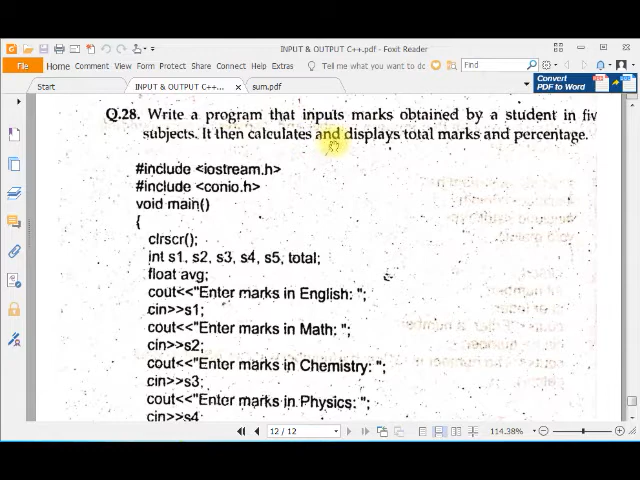 INPUT & OUTPUT C++.pdf - Foxit Reader
File Home Comment View Form Protect Share Connect Help Extras Tell me what you want to do Find
Start INPUT & OUTPUT C++... sum.pdf
Convert
PDF to Word
Q.28. Write a program that inputs marks obtained by a student in fiv
subjects. It then calculates and displays total marks and percentage.
#include <iostream.h>
#include <conio.h>
void main()
{
clrscr();
int s1, s2, s3, s4, s5, total;
float avg;
cout<<"Enter marks in English: ";
cin>>s1;
cout<<"Enter marks in Math: ";
cin>>s2;
cout<<"Enter marks in Chemistry: ";
cin>>s3;
cout<<"Enter marks in Physics: ";
cin>>s4;
12 / 12 114.38%